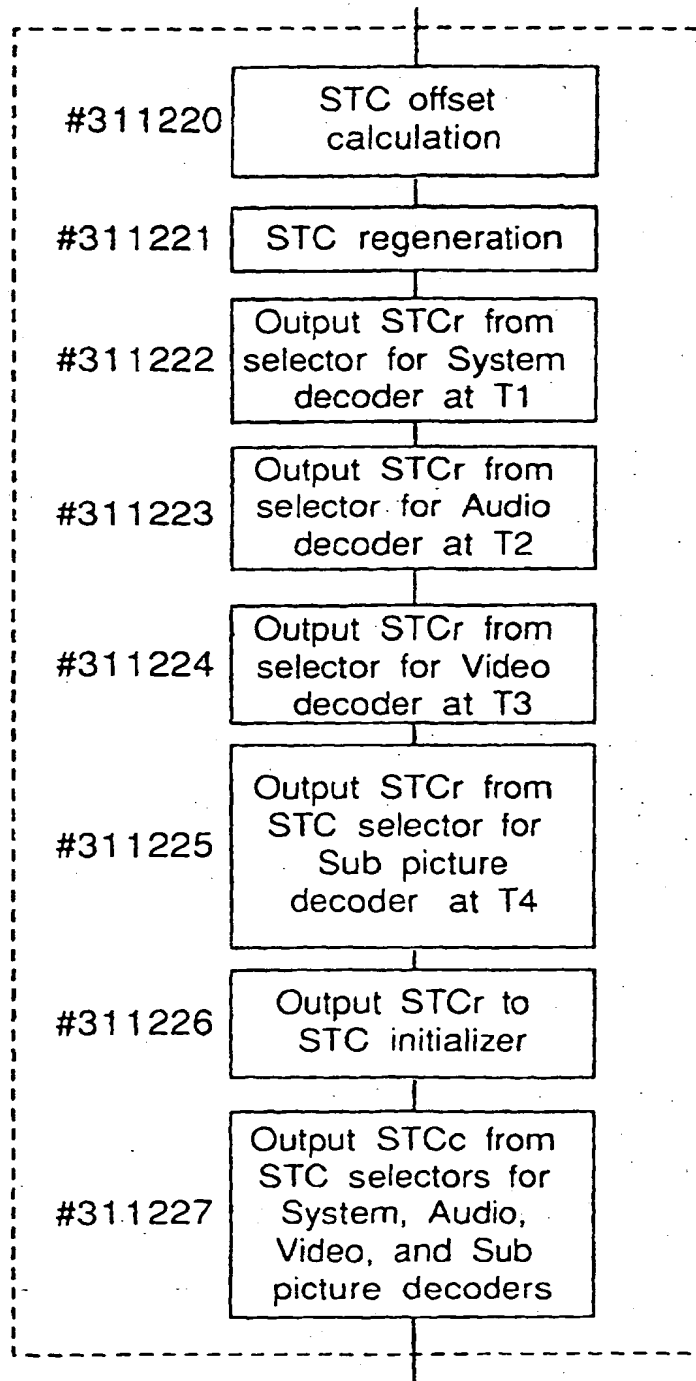 #311220
STC offset
calculation
#311221
STC regeneration
#311222
Output STCr from
selector for System
decoder at T1
#311223
Output STCr from
selector for Audio
decoder at T2
#311224
Output STCr from
selector for Video
decoder at T3
#311225
Output STCr from
STC selector for
Sub picture
decoder at T4
#311226
Output STCr to
STC initializer
#311227
Output STCc from
STC selectors for
System, Audio,
Video, and Sub
picture decoders